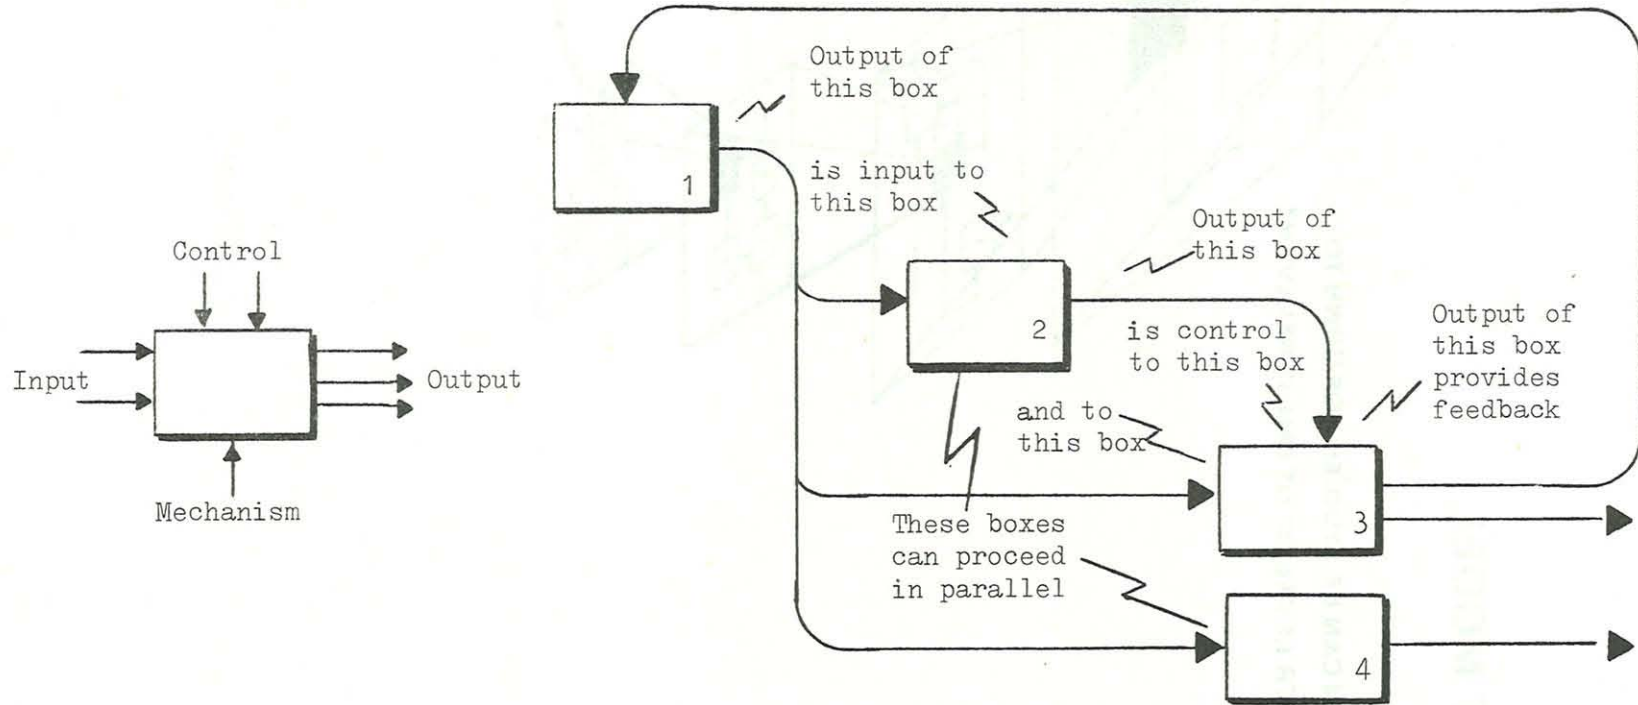 Control
Input
Output
Mechanism
Output of
this box
1
is input to
this box
2
Output of
this box
is control
to this box
and to
this box
Output of
this box
provides
feedback
3
These boxes
can proceed
in parallel
4